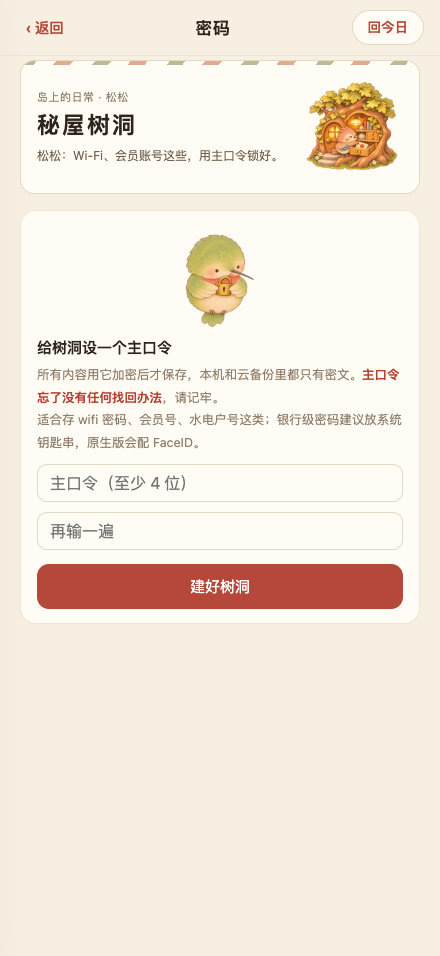 ‹ 返回
密码
回今日
岛上的日常 · 松松
秘屋树洞
松松：Wi-Fi、会员账号这些，用主口令锁好。
给树洞设一个主口令
所有内容用它加密后才保存，本机和云备份里都只有密文。主口令
忘了没有任何找回办法，请记牢。
适合存 wifi 密码、会员号、水电户号这类；银行级密码建议放系统
钥匙串，原生版会配 FaceID。
主口令（至少 4 位）
再输一遍
建好树洞